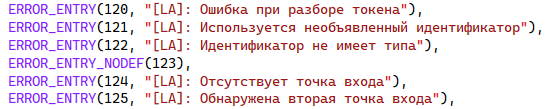 ERROR_ENTRY(120, "[LA]: Ошибка при разборе токена"),
ERROR_ENTRY(121, "[LA]: Используется необъявленный идентификатор"),
ERROR_ENTRY(122, "[LA]: Идентификатор не имеет типа"),
ERROR_ENTRY_NODEF(123),
ERROR_ENTRY(124, "[LA]: Отсутствует точка входа"),
ERROR_ENTRY(125, "[LA]: Обнаружена вторая точка входа"),